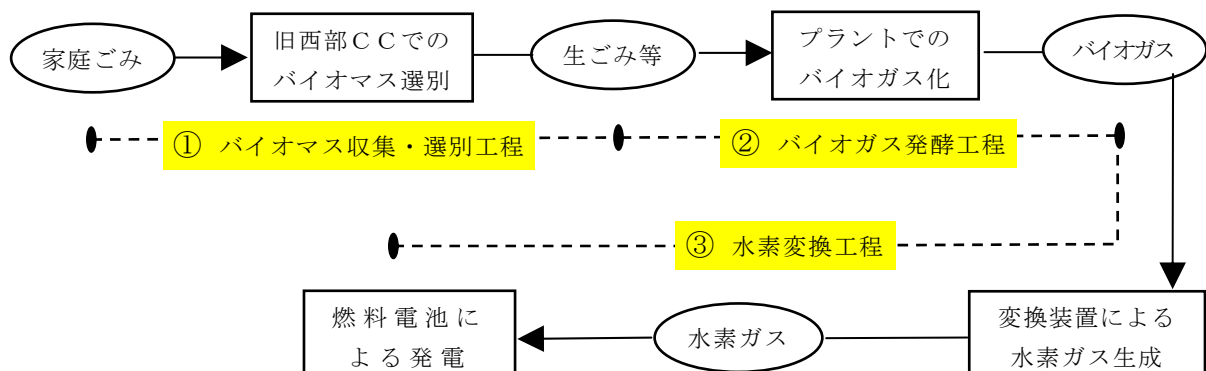 家庭ごみ
旧西部ＣＣでの
バイオマス選別
生ごみ等
プラントでの
バイオガス化
バイオガス
① バイオマス収集・選別工程
② バイオガス発酵工程
③ 水素変換工程
変換装置による
水素ガス生成
水素ガス
燃料電池に
よる発電